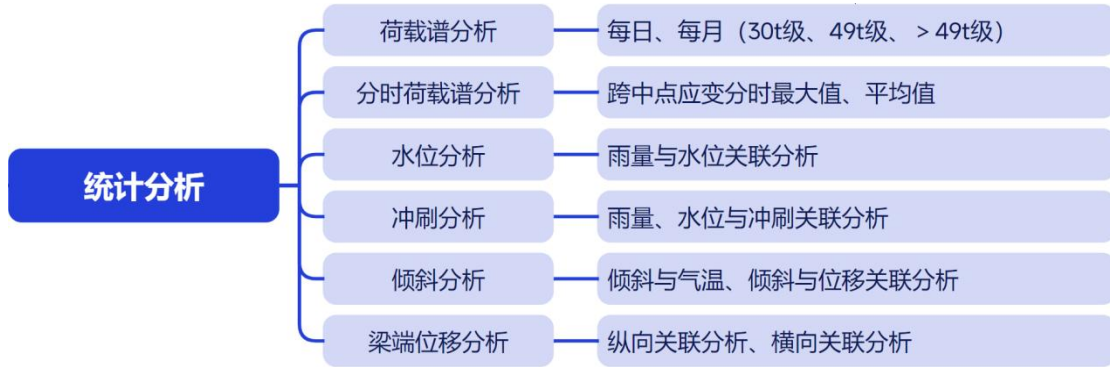 统计分析
荷载谱分析
每日、每月（30t级、49t级、＞49t级）
分时荷载谱分析
跨中点应变分时最大值、平均值
水位分析
雨量与水位关联分析
冲刷分析
雨量、水位与冲刷关联分析
倾斜分析
倾斜与气温、倾斜与位移关联分析
梁端位移分析
纵向关联分析、横向关联分析